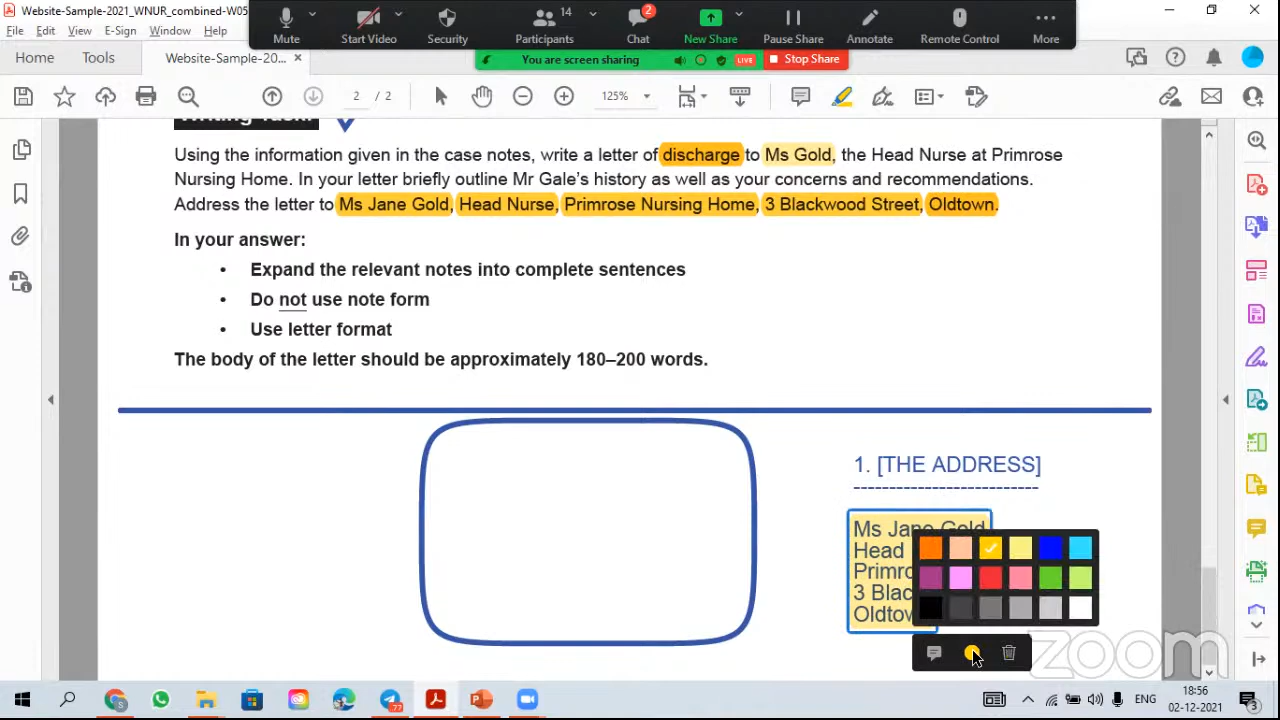 Website-Sample-2021_WNUR_combined-W05
File Edit View E-Sign Window Help
Mute Start Video Security Participants 14 Chat 2 New Share Pause Share Annotate Remote Control More
You are screen sharing LIVE Stop Share
Home Tools Website-Sample-20...
2 / 2 125%
Writing Task:
Using the information given in the case notes, write a letter of discharge to Ms Gold, the Head Nurse at Primrose
Nursing Home. In your letter briefly outline Mr Gale's history as well as your concerns and recommendations.
Address the letter to Ms Jane Gold, Head Nurse, Primrose Nursing Home, 3 Blackwood Street, Oldtown.
In your answer:
• Expand the relevant notes into complete sentences
• Do not use note form
• Use letter format
The body of the letter should be approximately 180–200 words.
1. [THE ADDRESS]
--------------------------
Ms Jane Gold
Head
3
zoom
77
ENG
18:56
02-12-2021
3